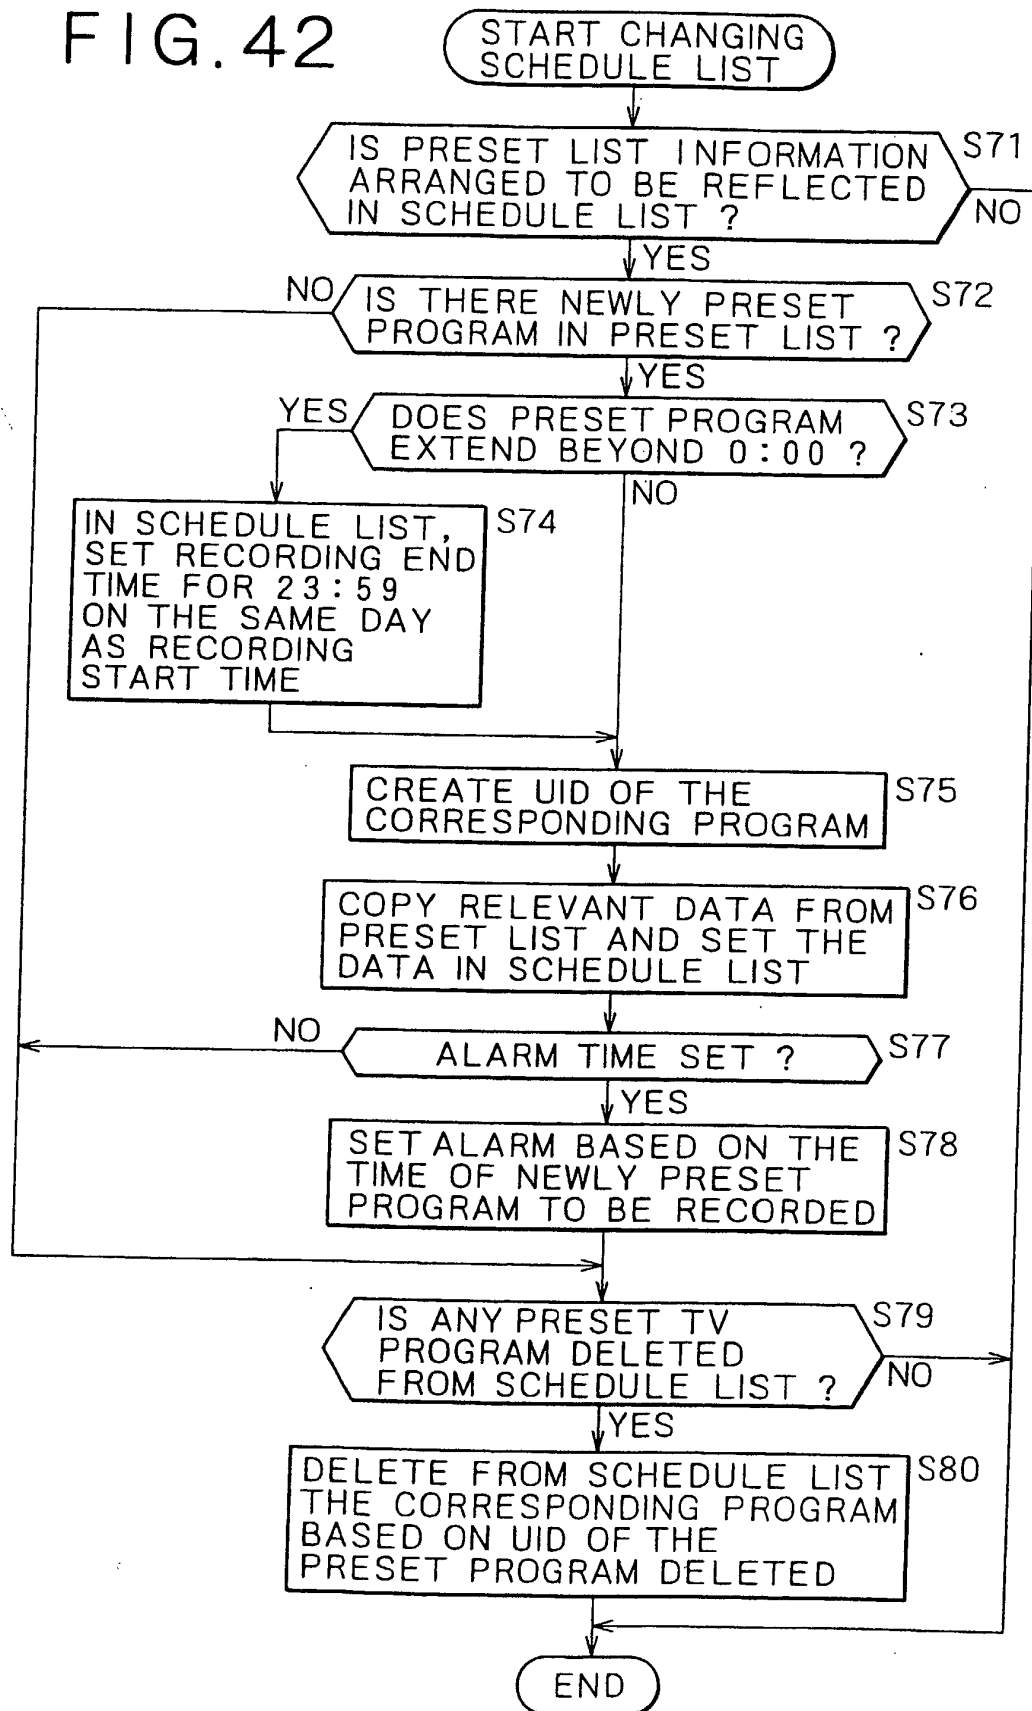 FIG. 42
START CHANGING
SCHEDULE LIST
IS PRESET LIST INFORMATION
ARRANGED TO BE REFLECTED
IN SCHEDULE LIST ?
S71
NO
YES
NO
IS THERE NEWLY PRESET
PROGRAM IN PRESET LIST ?
S72
YES
YES
DOES PRESET PROGRAM
EXTEND BEYOND 0:00 ?
S73
NO
IN SCHEDULE LIST,
SET RECORDING END
TIME FOR 23:59
ON THE SAME DAY
AS RECORDING
START TIME
S74
CREATE UID OF THE
CORRESPONDING PROGRAM
S75
COPY RELEVANT DATA FROM
PRESET LIST AND SET THE
DATA IN SCHEDULE LIST
S76
NO
ALARM TIME SET ?
S77
YES
SET ALARM BASED ON THE
TIME OF NEWLY PRESET
PROGRAM TO BE RECORDED
S78
IS ANY PRESET TV
PROGRAM DELETED
FROM SCHEDULE LIST ?
S79
NO
YES
DELETE FROM SCHEDULE LIST
THE CORRESPONDING PROGRAM
BASED ON UID OF THE
PRESET PROGRAM DELETED
S80
END